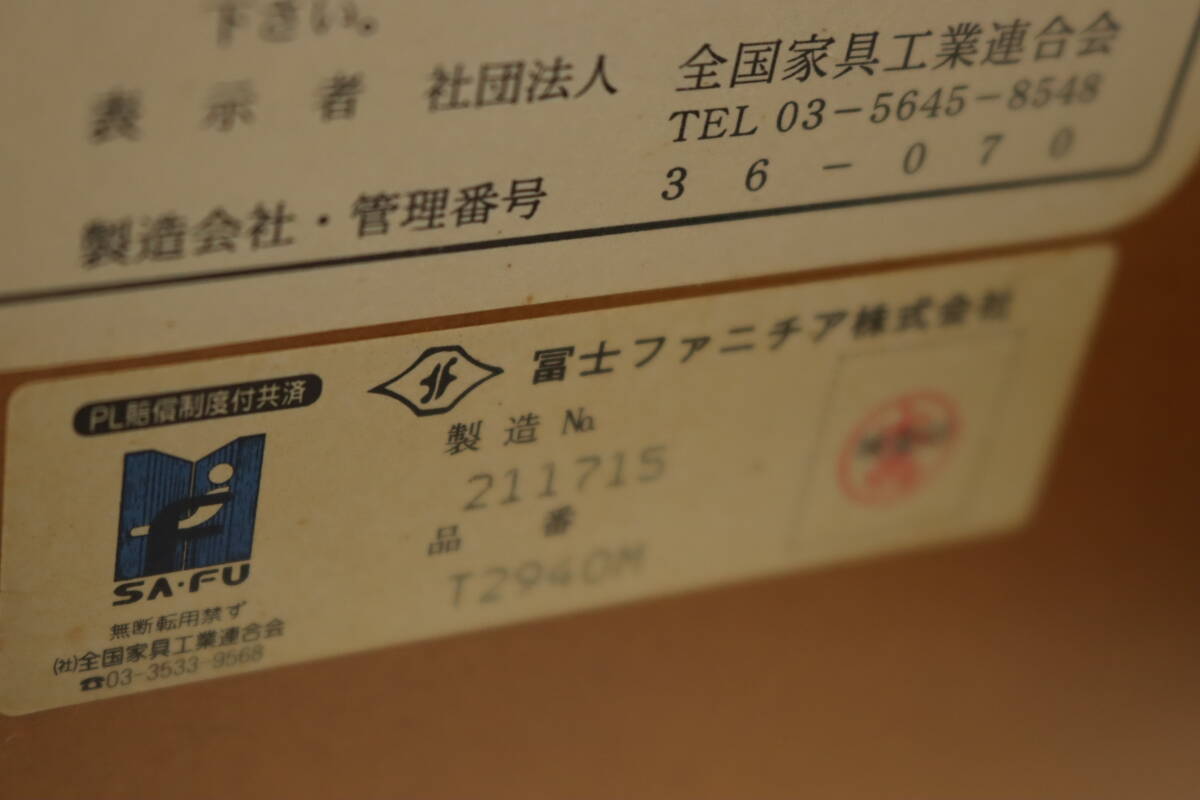 下さい。
表示者 社団法人 全国家具工業連合会
TEL 03-5645-8548
製造会社・管理番号 36-070
PL賠償制度付共済
冨士ファニチア株式会社
製造 No.
211715
品番
T2940M
SA・FU
無断転用禁ず
(社)全国家具工業連合会
☎03-3533-9568